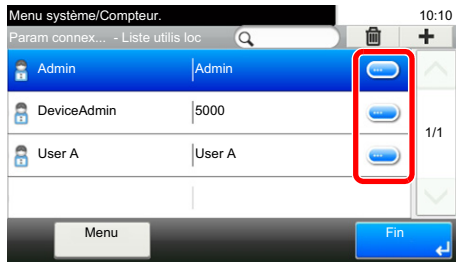 Menu système/Compteur. 10:10
Param connex... - Liste utilis loc
Admin Admin
DeviceAdmin 5000
User A User A
1/1
Menu Fin